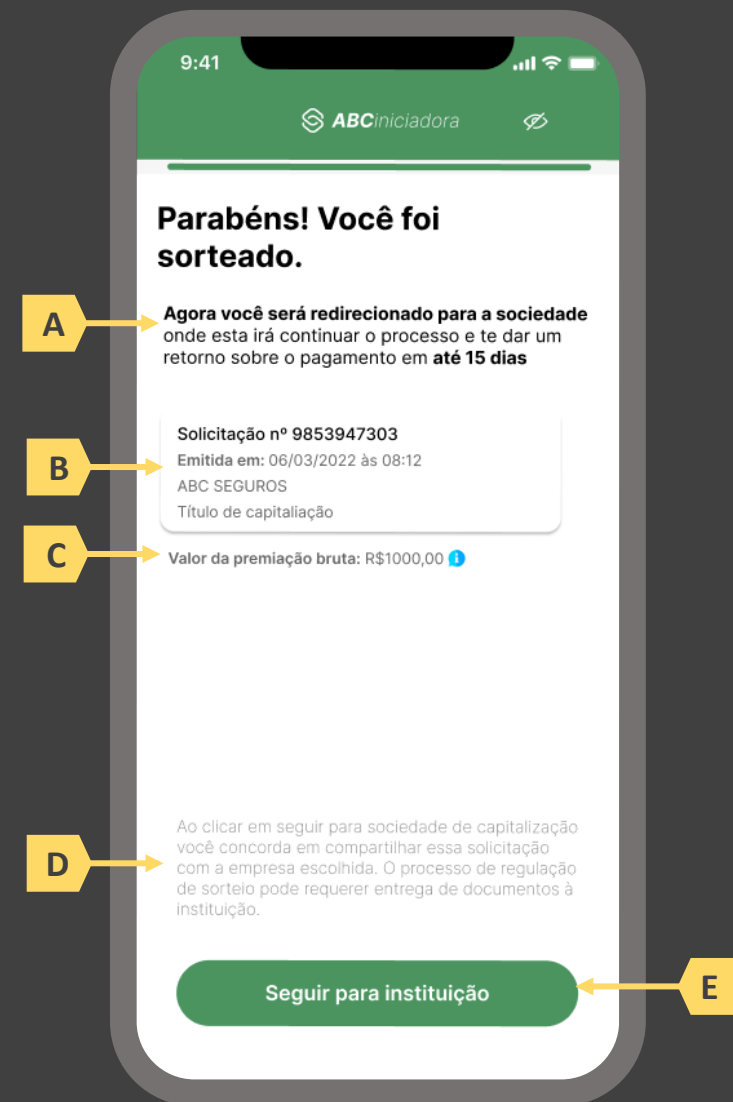 9:41
ABCiniciadora
Parabéns! Você foi
sorteado.
A
Agora você será redirecionado para a sociedade
onde esta irá continuar o processo e te dar um
retorno sobre o pagamento em até 15 dias
Solicitação nº 9853947303
B
Emitida em: 06/03/2022 às 08:12
ABC SEGUROS
Título de capitaliação
C
Valor da premiação bruta: R$1000,00
Ao clicar em seguir para sociedade de capitalização
você concorda em compartilhar essa solicitação
D
com a empresa escolhida. O processo de regulação
de sorteio pode requerer entrega de documentos à
instituição.
Seguir para instituição
E